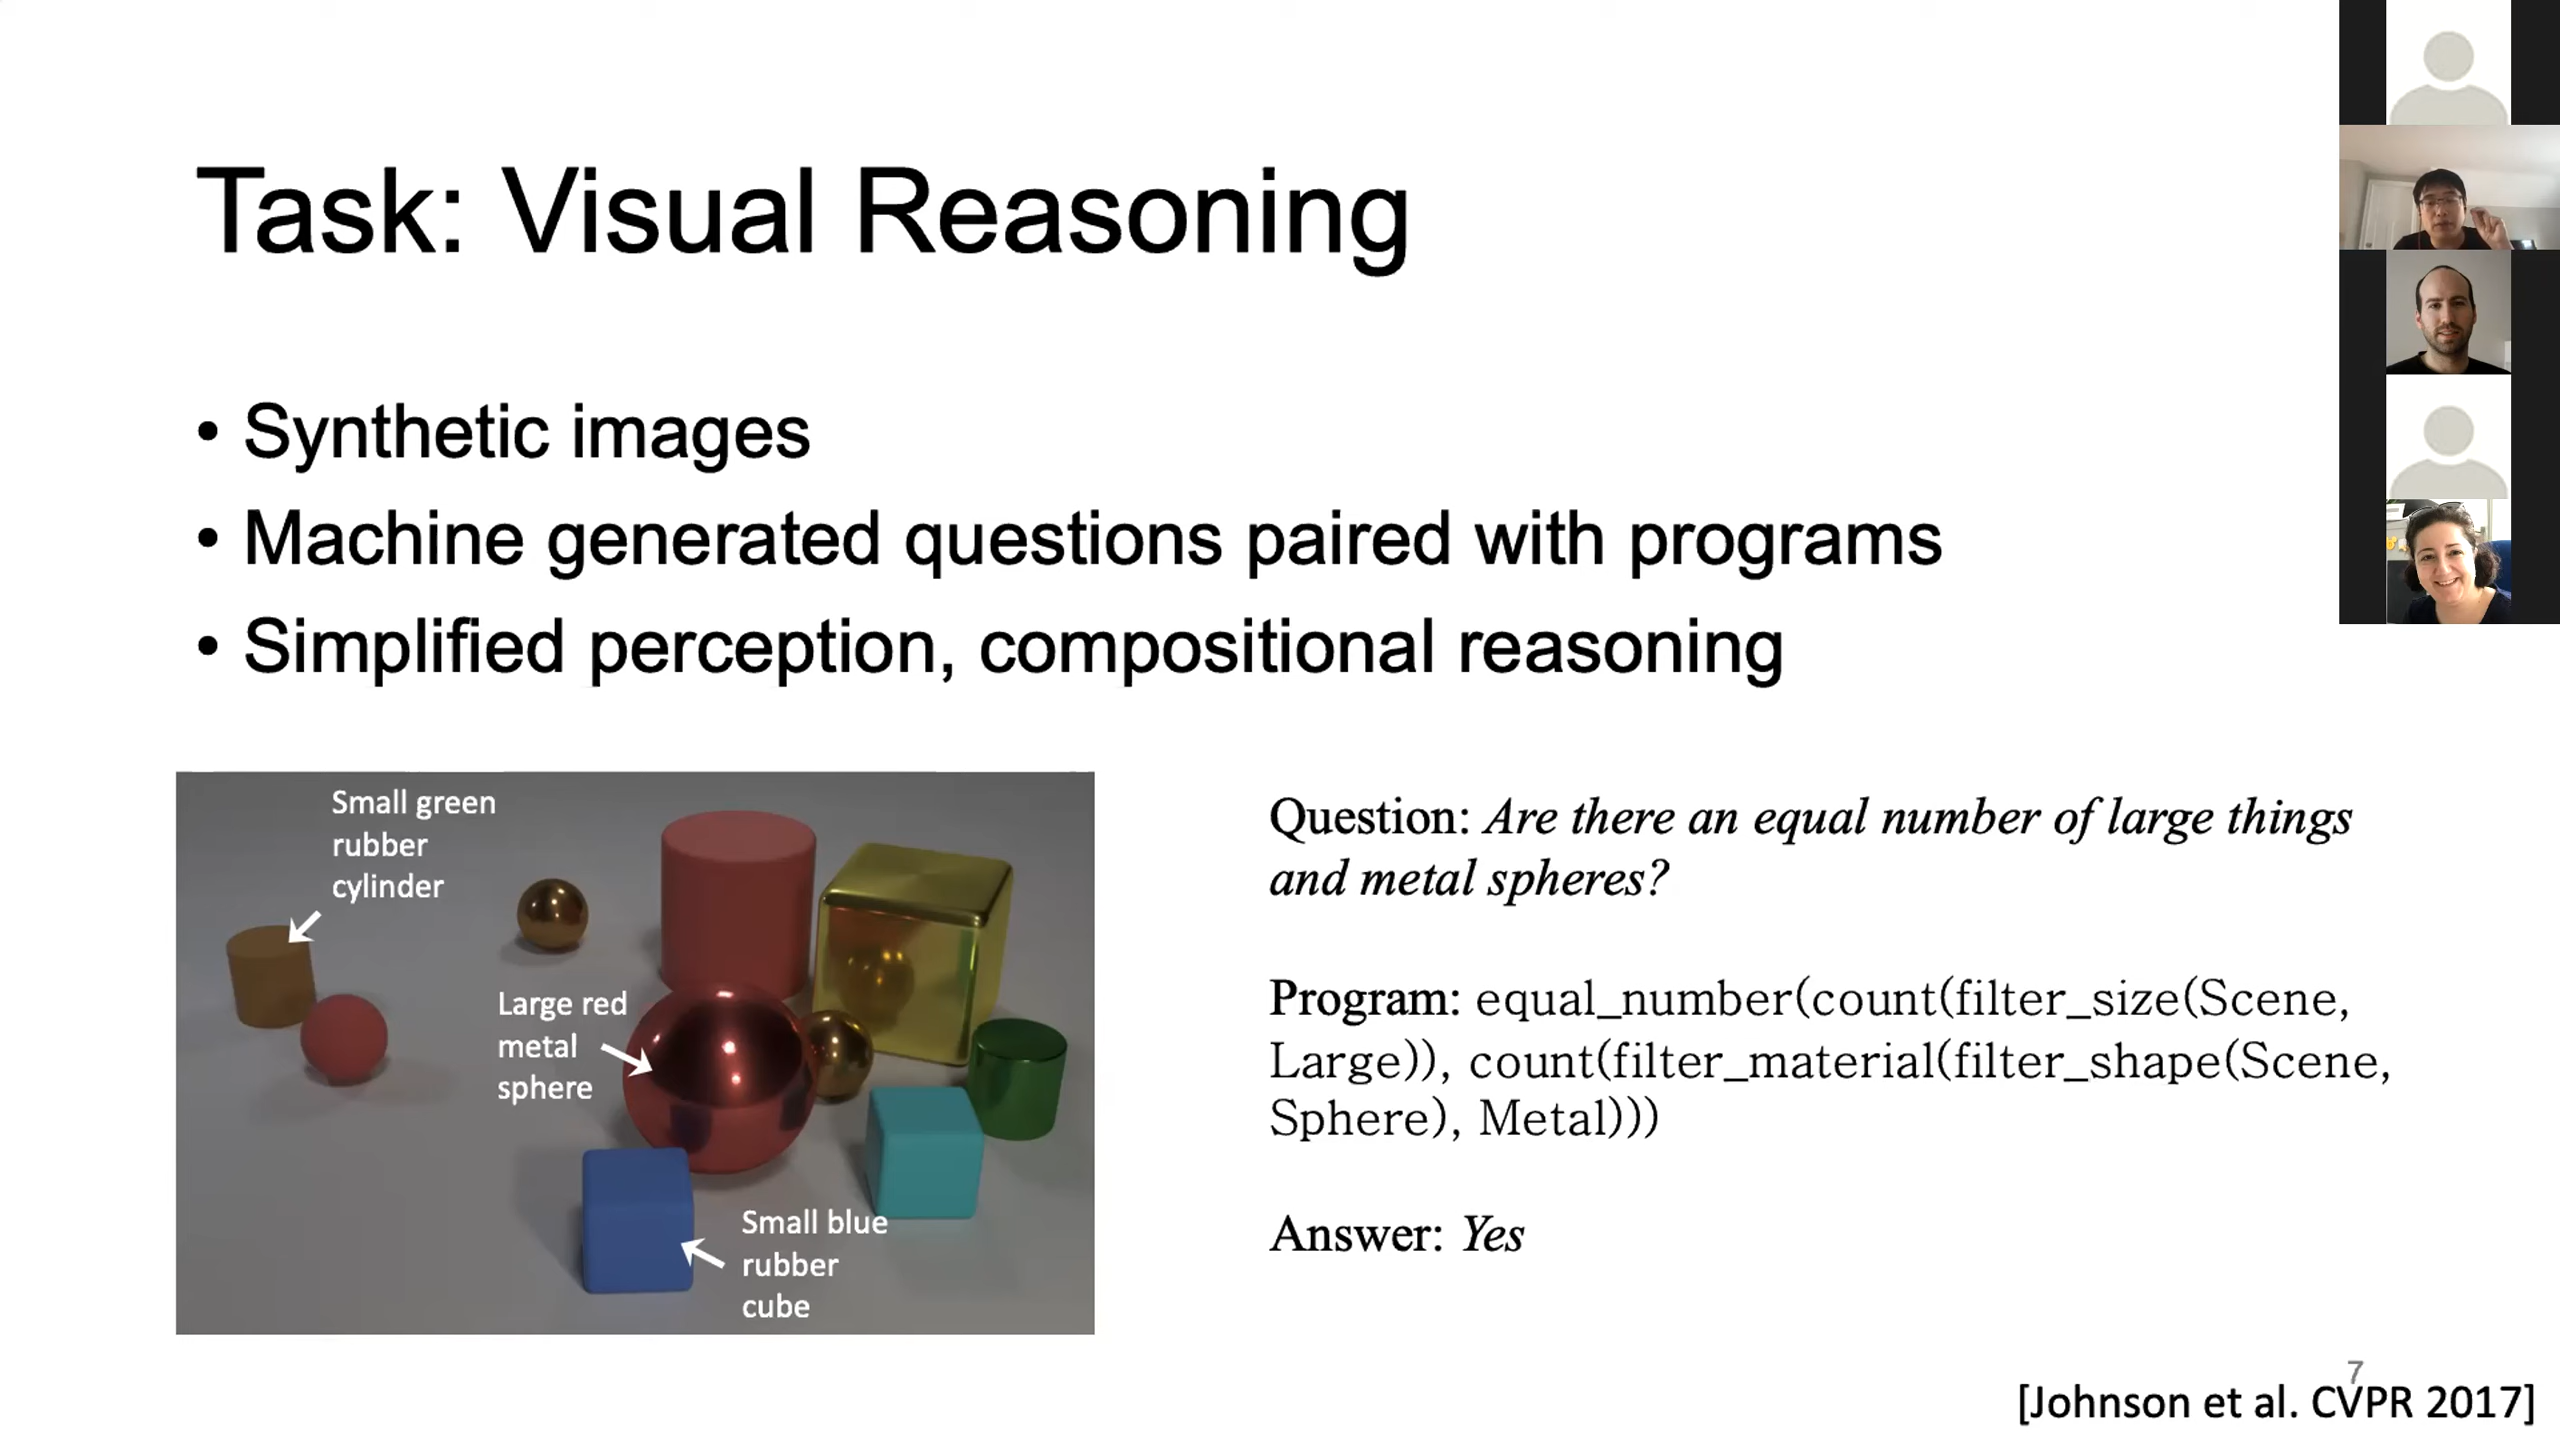 Task: Visual Reasoning
• Synthetic images
• Machine generated questions paired with programs
• Simplified perception, compositional reasoning
Small green
rubber
cylinder
Large red
metal
sphere
Small blue
rubber
cube
Question: Are there an equal number of large things
and metal spheres?
Program: equal_number(count(filter_size(Scene,
Large)), count(filter_material(filter_shape(Scene,
Sphere), Metal)))
Answer: Yes
7
[Johnson et al. CVPR 2017]